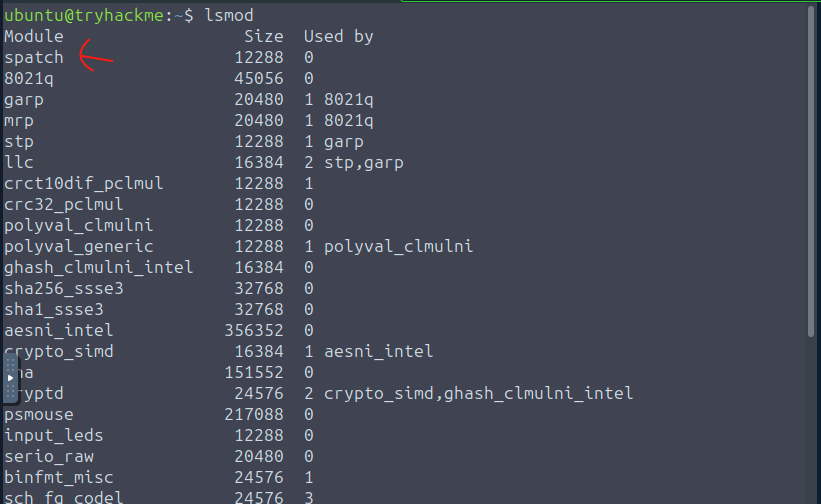 ubuntu@tryhackme:~$ lsmod
Module                  Size  Used by
spatch                 12288  0
8021q                  45056  0
garp                   20480  1 8021q
mrp                    20480  1 8021q
stp                    12288  1 garp
llc                    16384  2 stp,garp
crct10dif_pclmul       12288  1
crc32_pclmul           12288  0
polyval_clmulni        12288  0
polyval_generic        12288  1 polyval_clmulni
ghash_clmulni_intel    16384  0
sha256_ssse3           32768  0
sha1_ssse3             32768  0
aesni_intel           356352  0
crypto_simd            16384  1 aesni_intel
151552  0
24576  2 crypto_simd,ghash_clmulni_intel
psmouse               217088  0
input_leds             12288  0
serio_raw              20480  0
binfmt_misc            24576  1
sch_fq_codel           24576  3